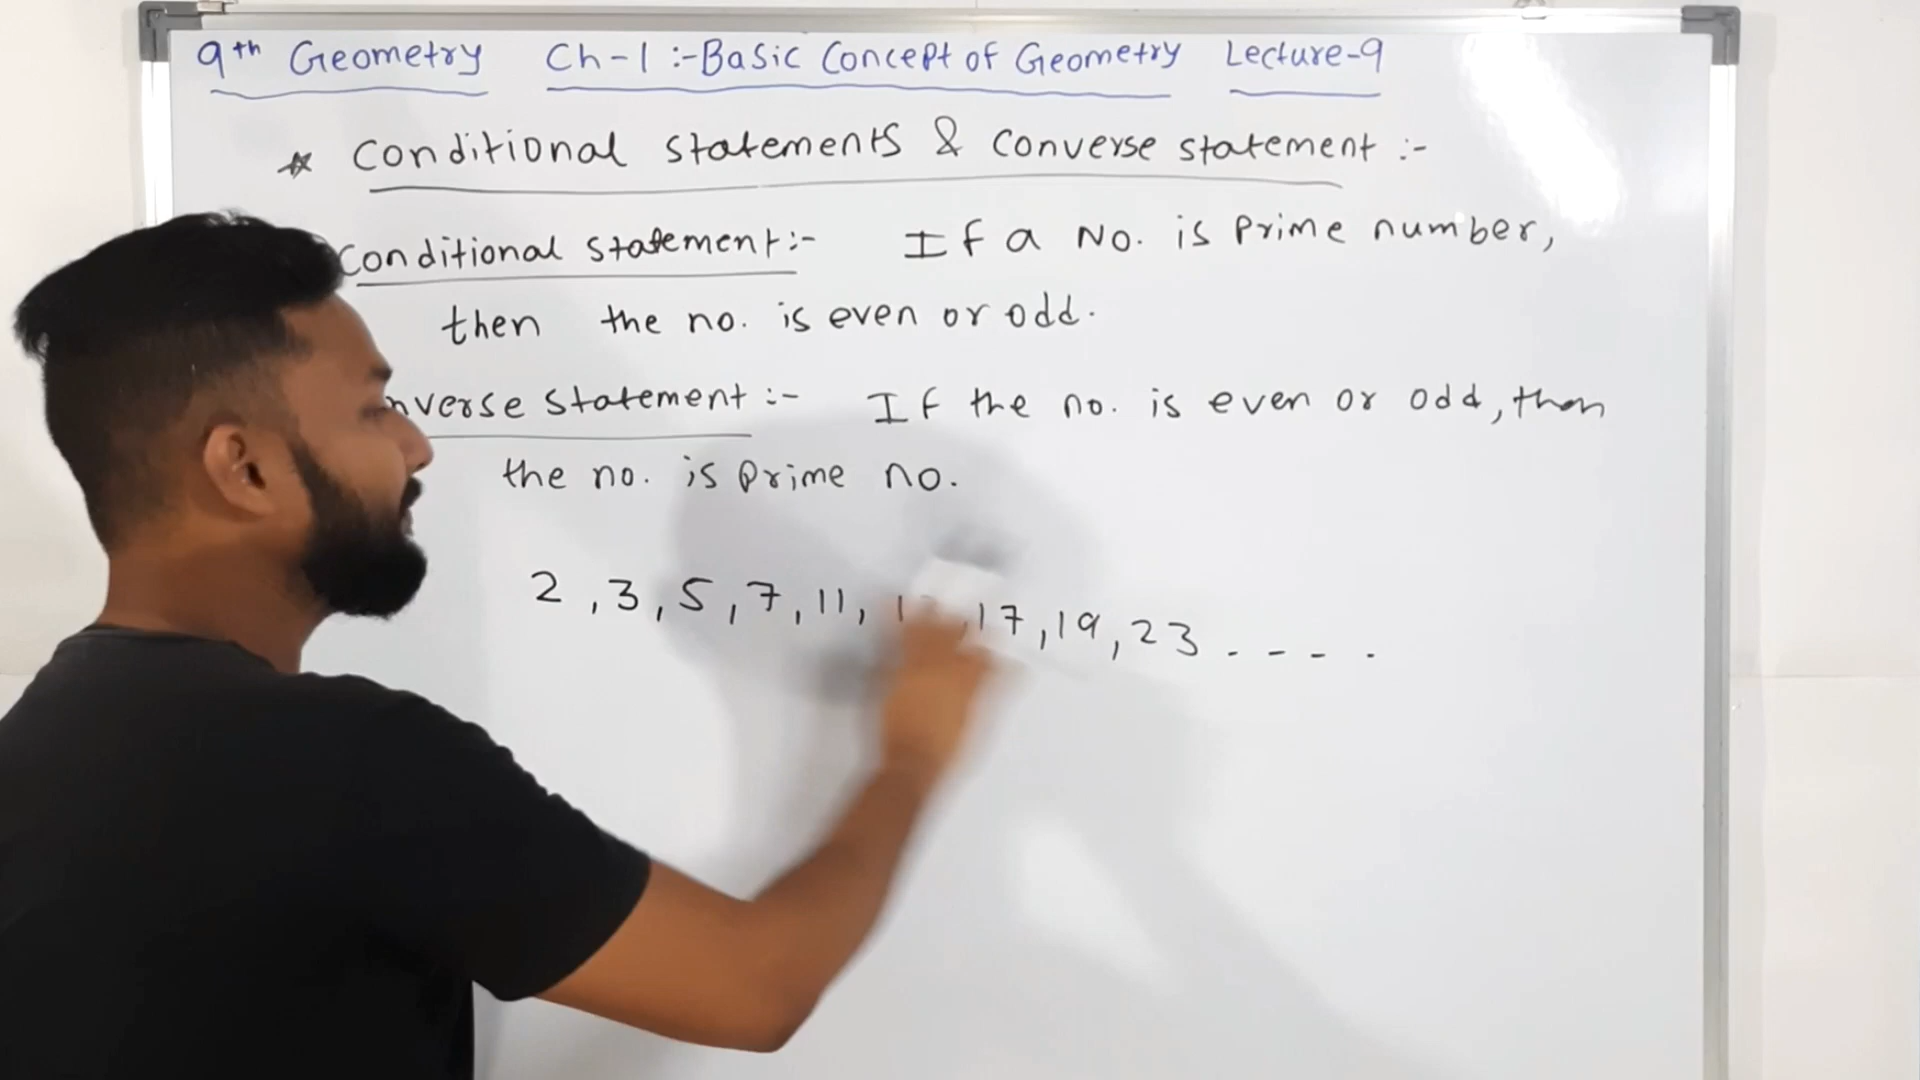 9th Geometry Ch-1 :- Basic Concept of Geometry Lecture-9
* Conditional statements & Converse statement :-
Conditional statement :- If a No. is Prime number,
then the no. is even or odd.
nverse statement :- If the no. is even or odd, then
the no. is Prime no.
2 , 3 , 5 , 7 , 11 , 17 , 19 , 23 - - - -